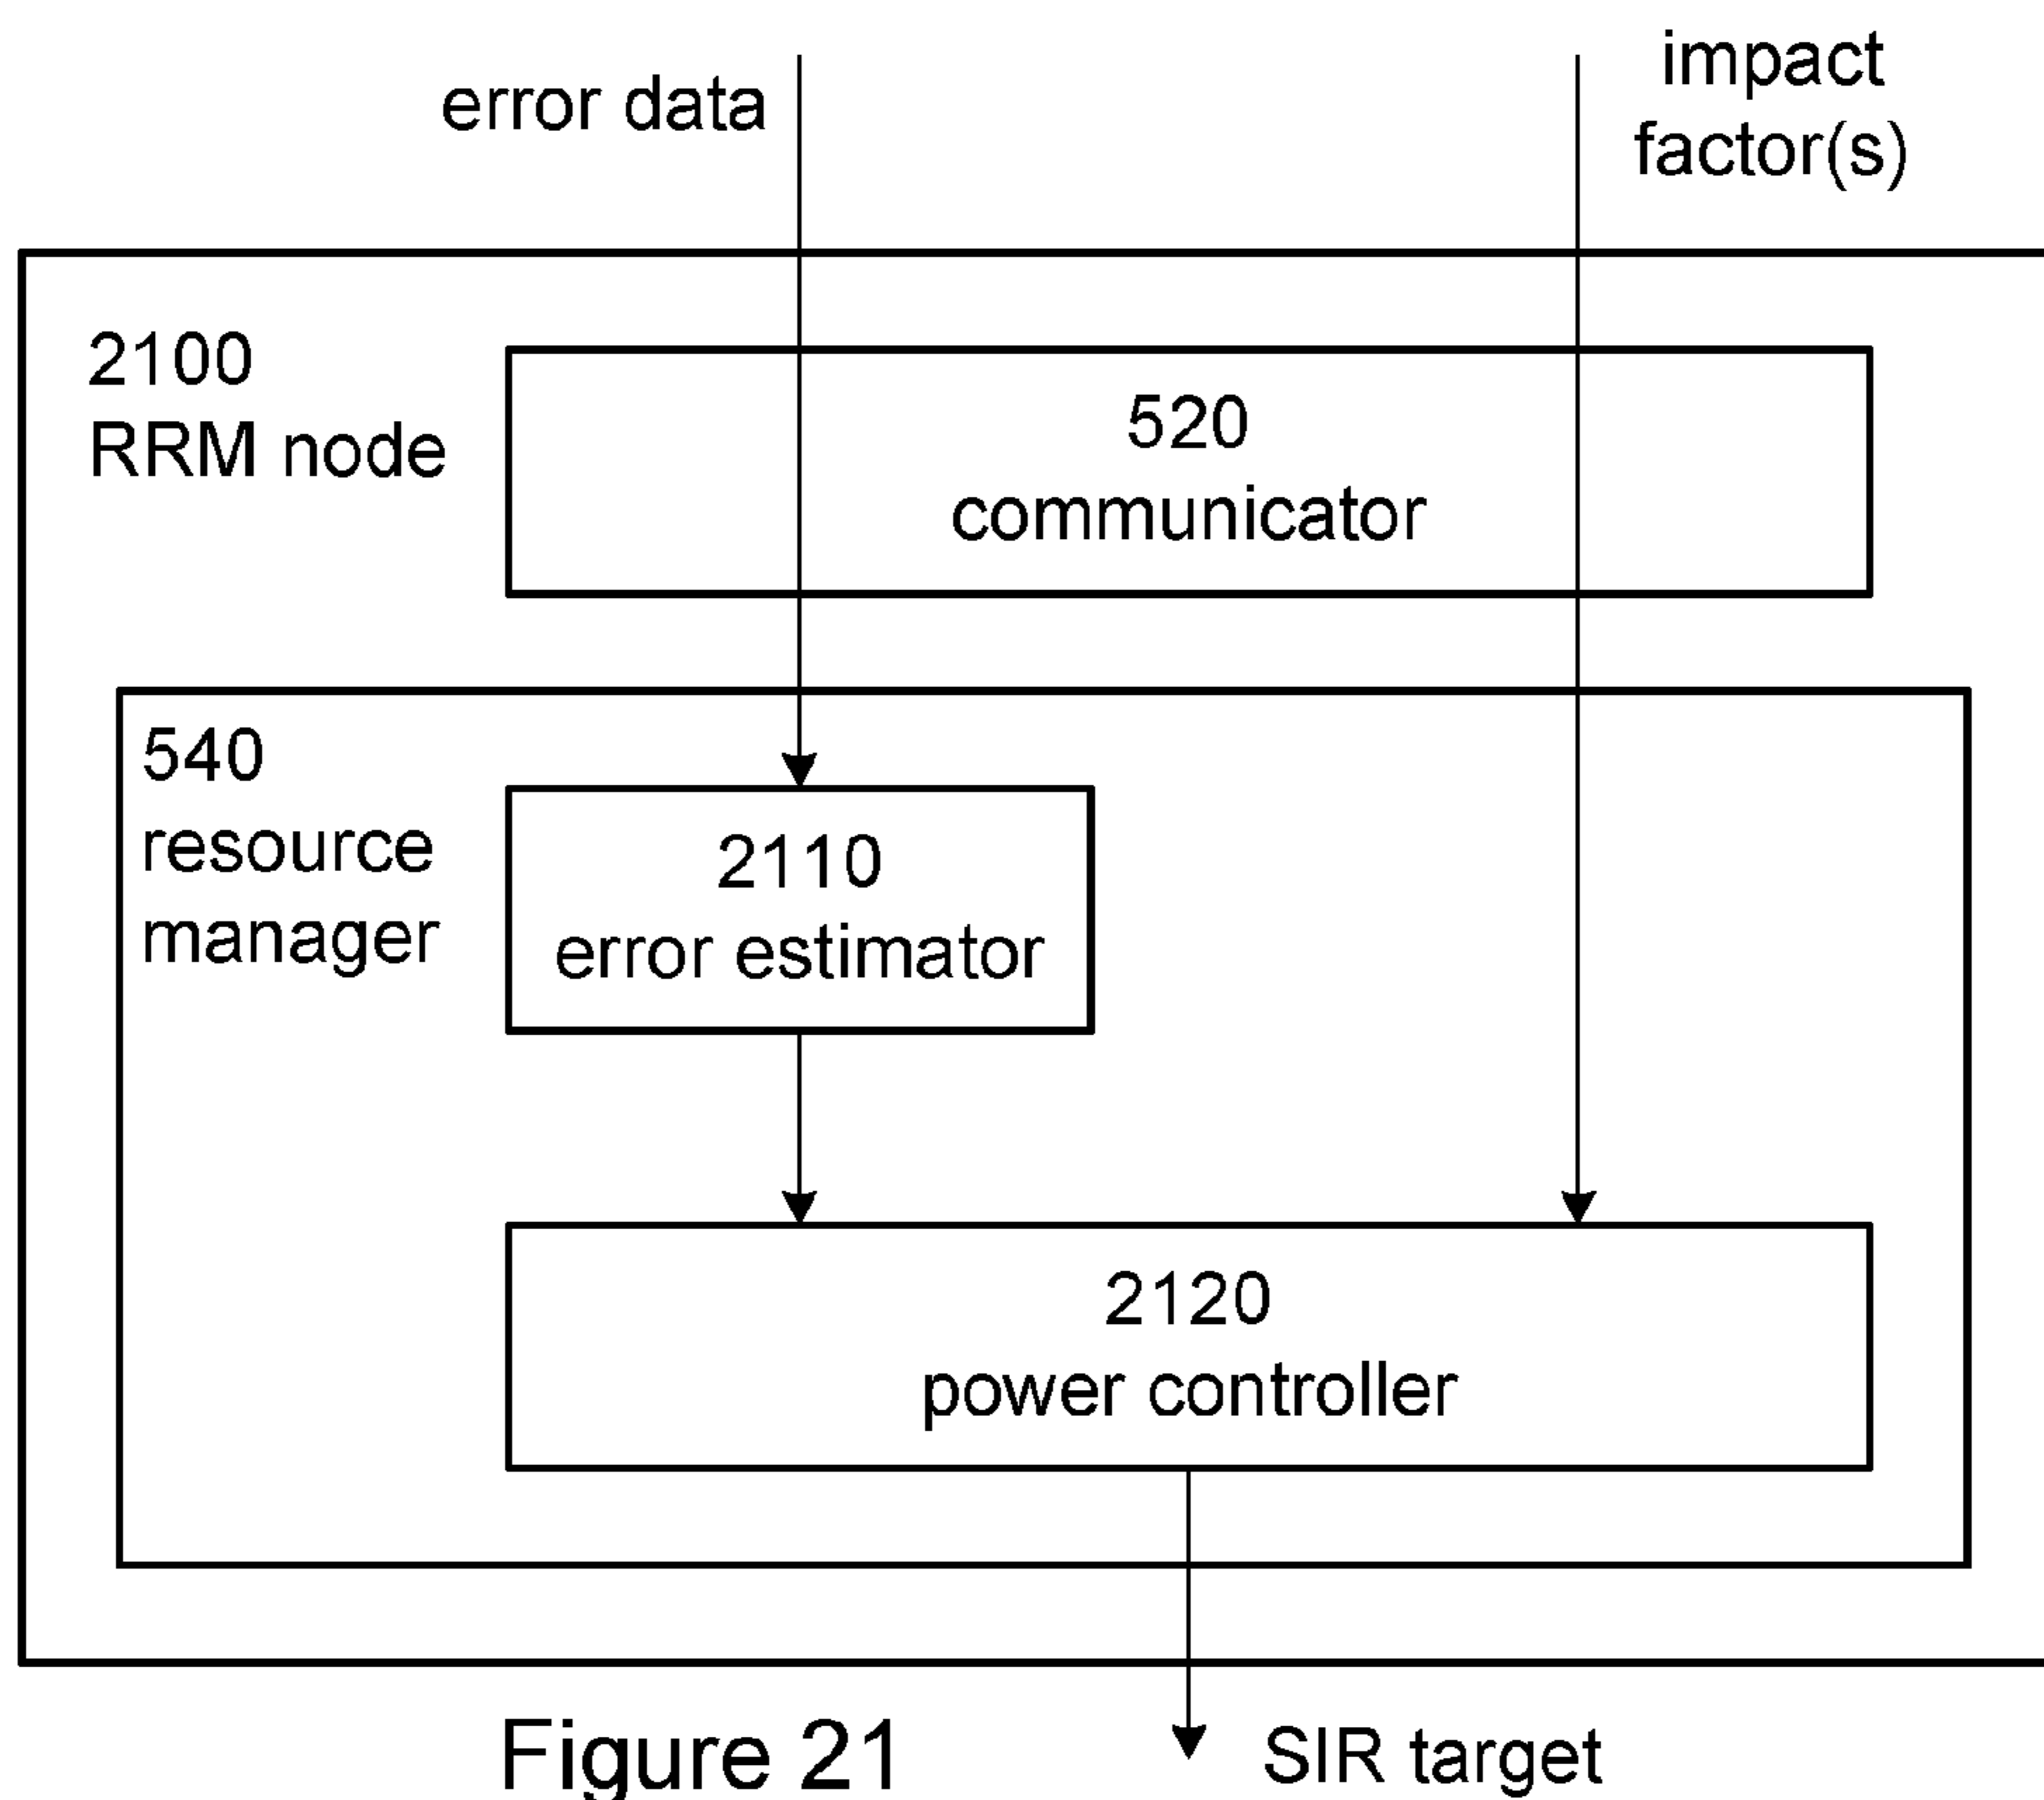 error data
impact
factor(s)
2100
RRM node
520
communicator
540
resource
manager
2110
error estimator
2120
power controller
Figure 21
SIR target